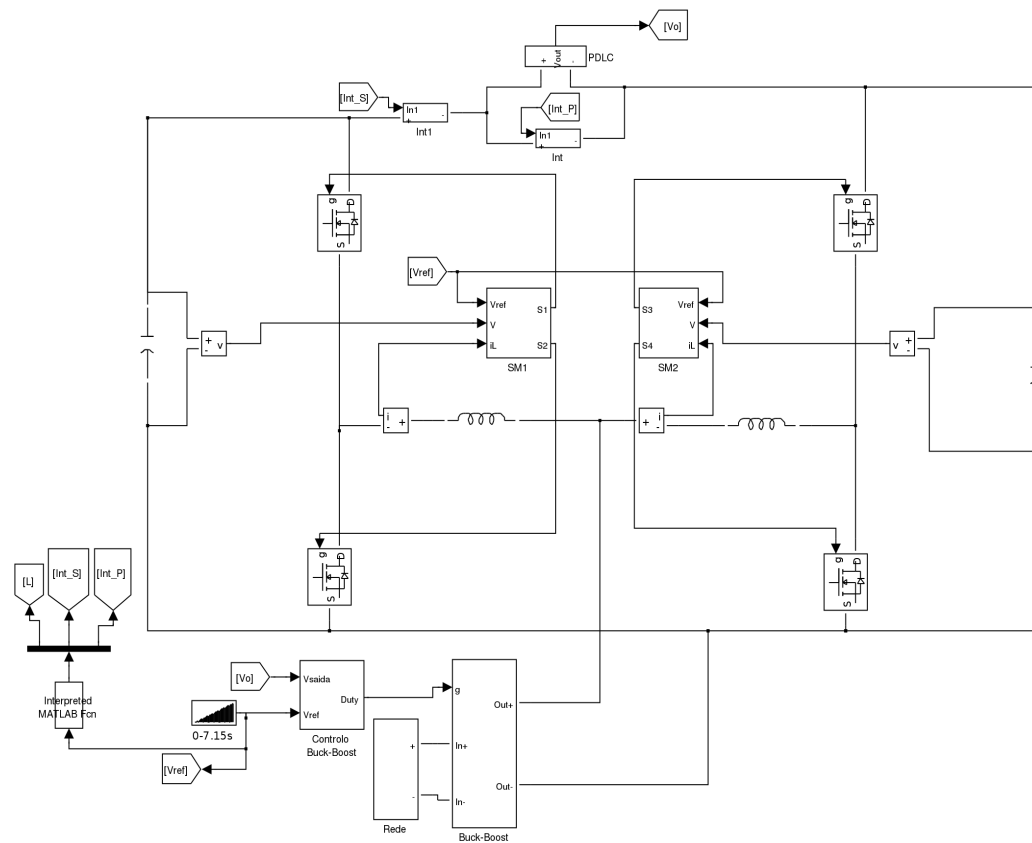 [Vo]
+
Vout
-
PDLC
[Int_S]
In1
+
-
Int1
[Int_P]
In1
+
-
Int
g
D
S
g
D
S
[Vref]
Vref
V
iL
S1
S2
SM1
S3
S4
Vref
V
iL
SM2
+
-
v
v
+
-
i
-
+
+
i
-
g
D
S
g
D
S
[L]
[Int_S]
[Int_P]
Interpreted
MATLAB Fcn
[Vo]
0-7.15s
[Vref]
Vsaida
Vref
Duty
Controlo
Buck-Boost
+
-
Rede
g
In+
In-
Out+
Out-
Buck-Boost